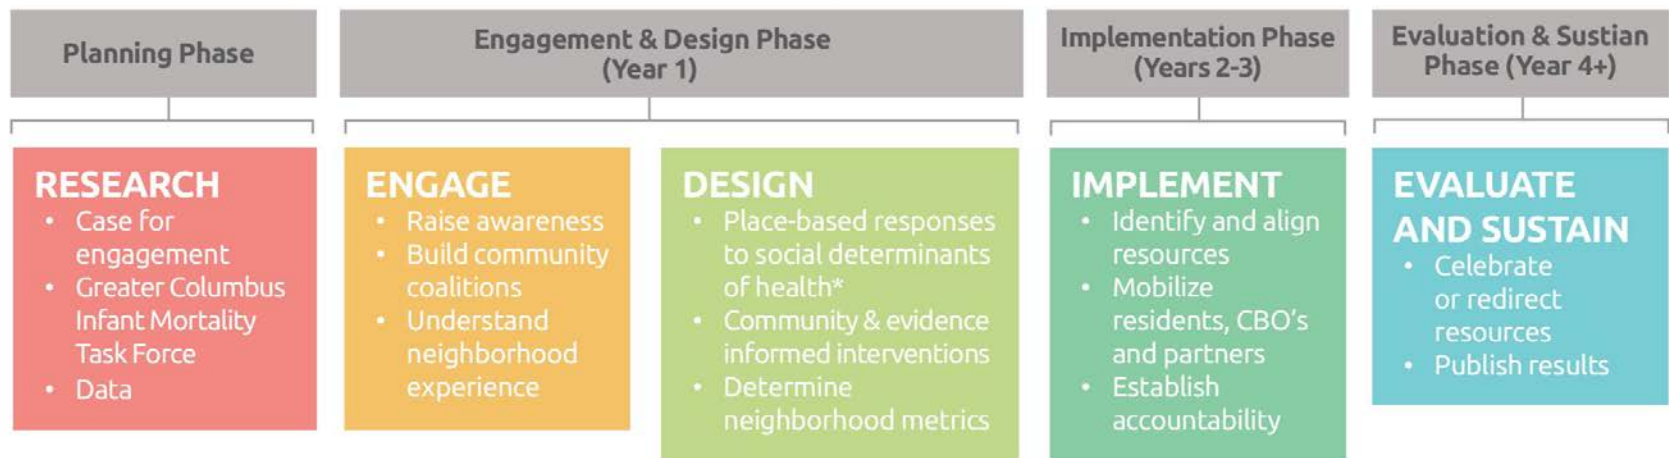 Planning Phase
Engagement & Design Phase
(Year 1)
Implementation Phase
(Years 2-3)
Evaluation & Sustian
Phase (Year 4+)
RESEARCH
• Case for
engagement
• Greater Columbus
Infant Mortality
Task Force
• Data
ENGAGE
• Raise awareness
• Build community
coalitions
• Understand
neighborhood
experience
DESIGN
• Place-based responses
to social determinants
of health*
• Community & evidence
informed interventions
• Determine
neighborhood metrics
IMPLEMENT
• Identify and align
resources
• Mobilize
residents, CBO's
and partners
• Establish
accountability
EVALUATE
AND SUSTAIN
• Celebrate
or redirect
resources
• Publish results